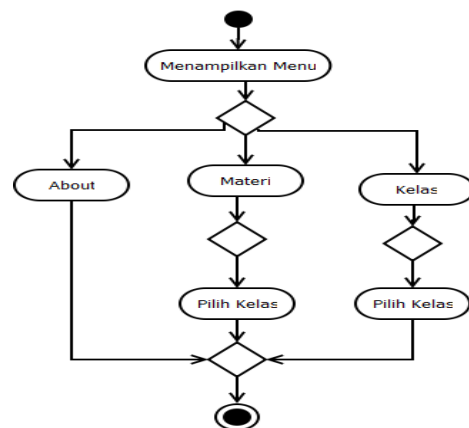 Menampilkan Menu
About
Materi
Kelas
Pilih Kelas
Pilih Kelas